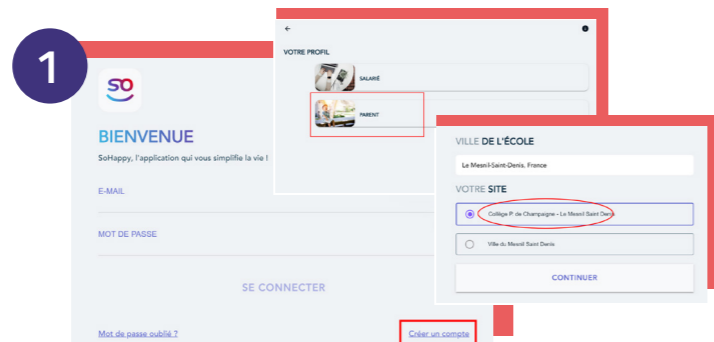 1
SO
BIENVENUE
SoHappy, l'application qui vous simplifie la vie !
E-MAIL
MOT DE PASSE
SE CONNECTER
Mot de passe oublié ?
Créer un compte
VOTRE PROFIL
SALARIÉ
PARENT
VILLE DE L'ÉCOLE
Le Mesnil-Saint-Denis, France
VOTRE SITE
Collège P. de Champaigne - Le Mesnil Saint Denis
Ville du Mesnil Saint Denis
CONTINUER